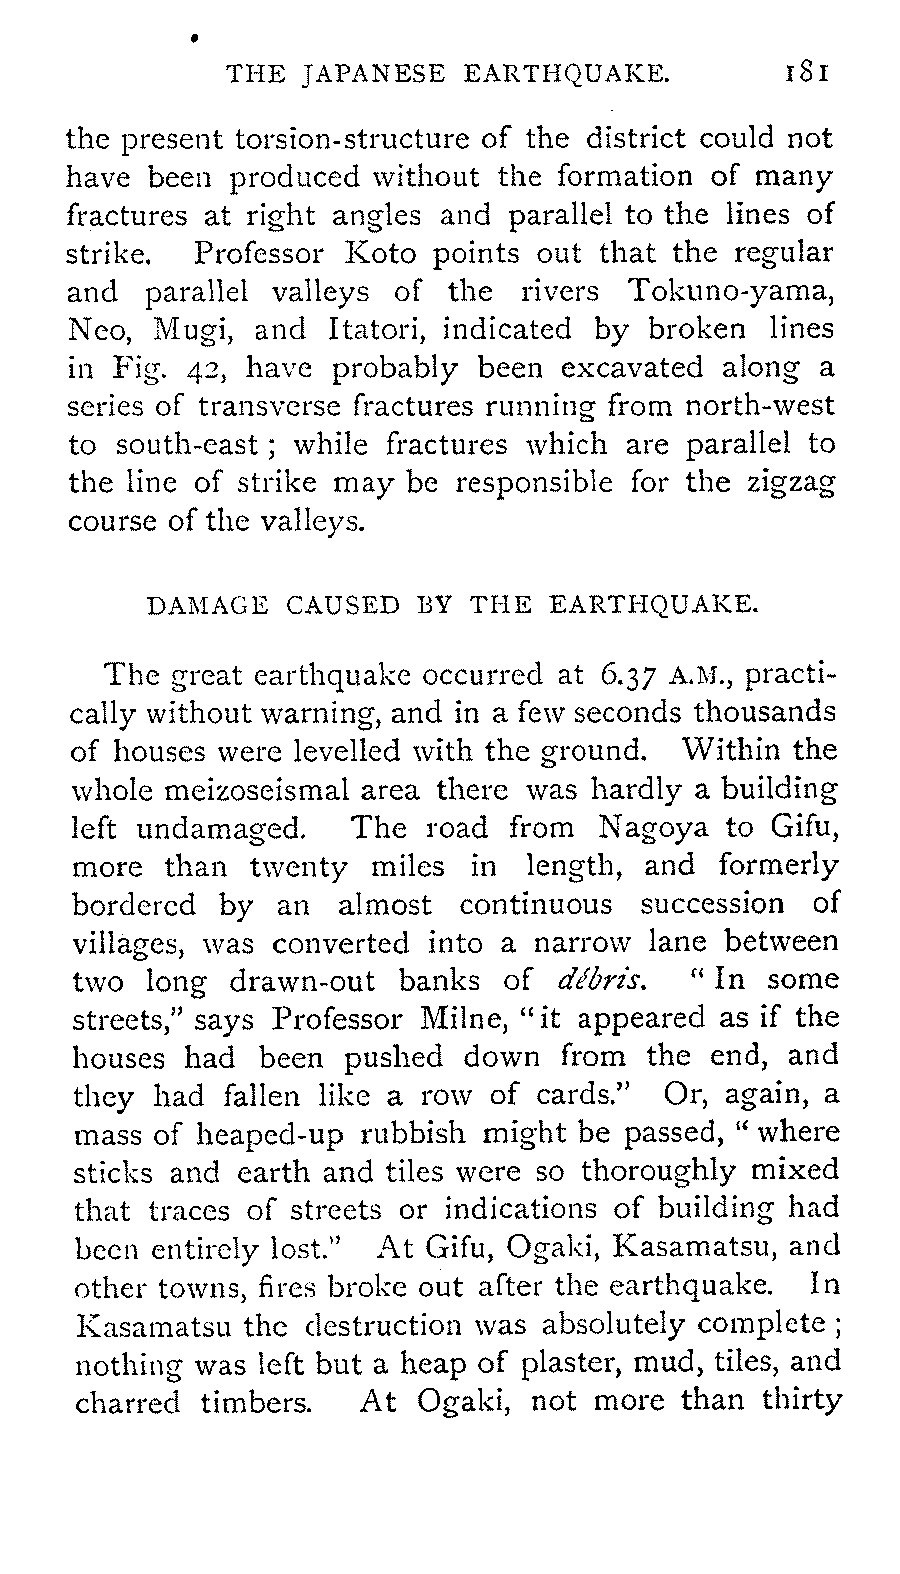 THE JAPANESE EARTHQUAKE. 181
the present torsion-structure of the district could not
have been produced without the formation of many
fractures at right angles and parallel to the lines of
strike. Professor Koto points out that the regular
and parallel valleys of the rivers Tokuno-yama,
Neo, Mugi, and Itatori, indicated by broken lines
in Fig. 42, have probably been excavated along a
series of transverse fractures running from north-west
to south-east ; while fractures which are parallel to
the line of strike may be responsible for the zigzag
course of the valleys.
DAMAGE CAUSED BY THE EARTHQUAKE.
The great earthquake occurred at 6.37 A.M., practi-
cally without warning, and in a few seconds thousands
of houses were levelled with the ground. Within the
whole meizoseismal area there was hardly a building
left undamaged. The road from Nagoya to Gifu,
more than twenty miles in length, and formerly
bordered by an almost continuous succession of
villages, was converted into a narrow lane between
two long drawn-out banks of débris. “ In some
streets,” says Professor Milne, “ it appeared as if the
houses had been pushed down from the end, and
they had fallen like a row of cards.” Or, again, a
mass of heaped-up rubbish might be passed, “ where
sticks and earth and tiles were so thoroughly mixed
that traces of streets or indications of building had
been entirely lost.” At Gifu, Ogaki, Kasamatsu, and
other towns, fires broke out after the earthquake. In
Kasamatsu the destruction was absolutely complete ;
nothing was left but a heap of plaster, mud, tiles, and
charred timbers. At Ogaki, not more than thirty